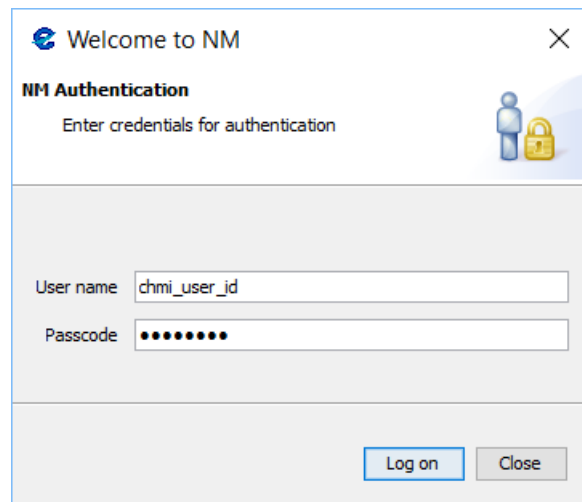 Welcome to NM
NM Authentication
Enter credentials for authentication
User name chmi_user_id
Passcode ••••••••
Log on Close